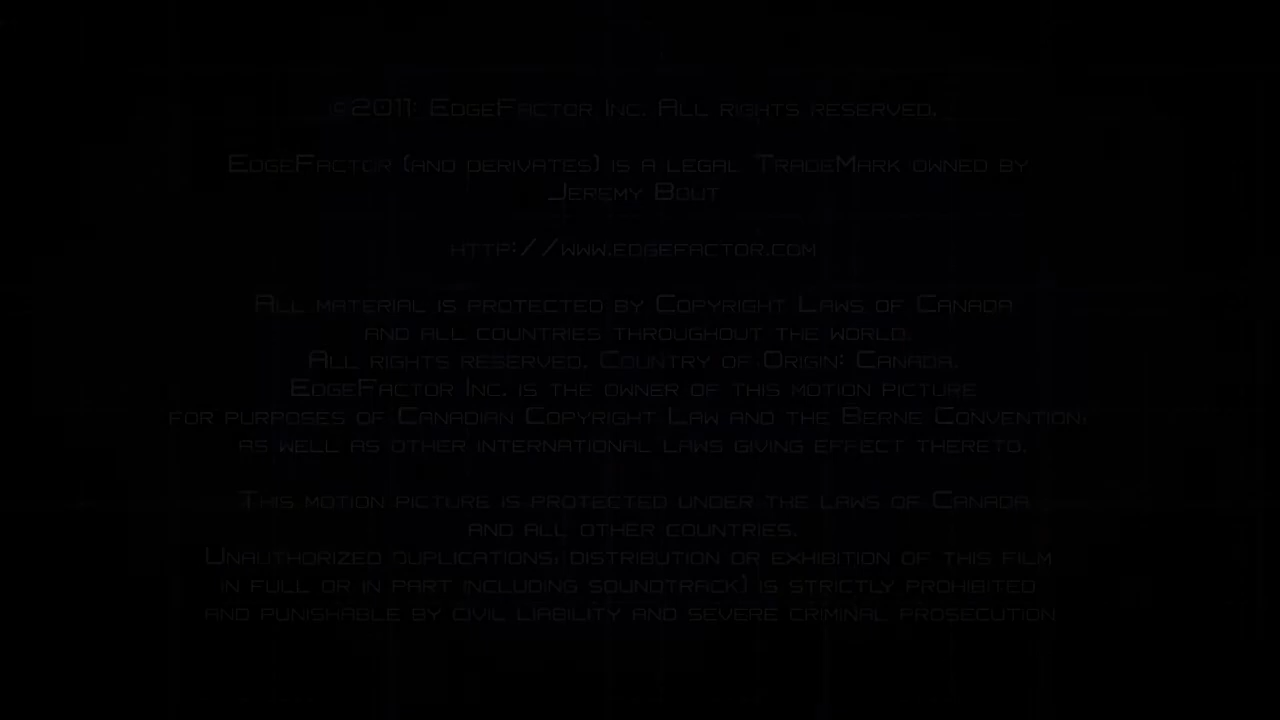 ©2011: EdgeFactor Inc. All rights reserved.
EdgeFactor (and derivates) is a legal TradeMark owned by
Jeremy Bout
http://www.edgefactor.com
All material is protected by Copyright Laws of Canada
and all countries throughout the world.
All rights reserved. Country of Origin: Canada.
EdgeFactor Inc. is the owner of this motion picture
for purposes of Canadian Copyright Law and the Berne Convention,
as well as other international laws giving effect thereto.
This motion picture is protected under the laws of Canada
and all other countries.
Unauthorized duplications, distribution or exhibition of this film
in full or in part including soundtrack) is strictly prohibited
and punishable by civil liability and severe criminal prosecution